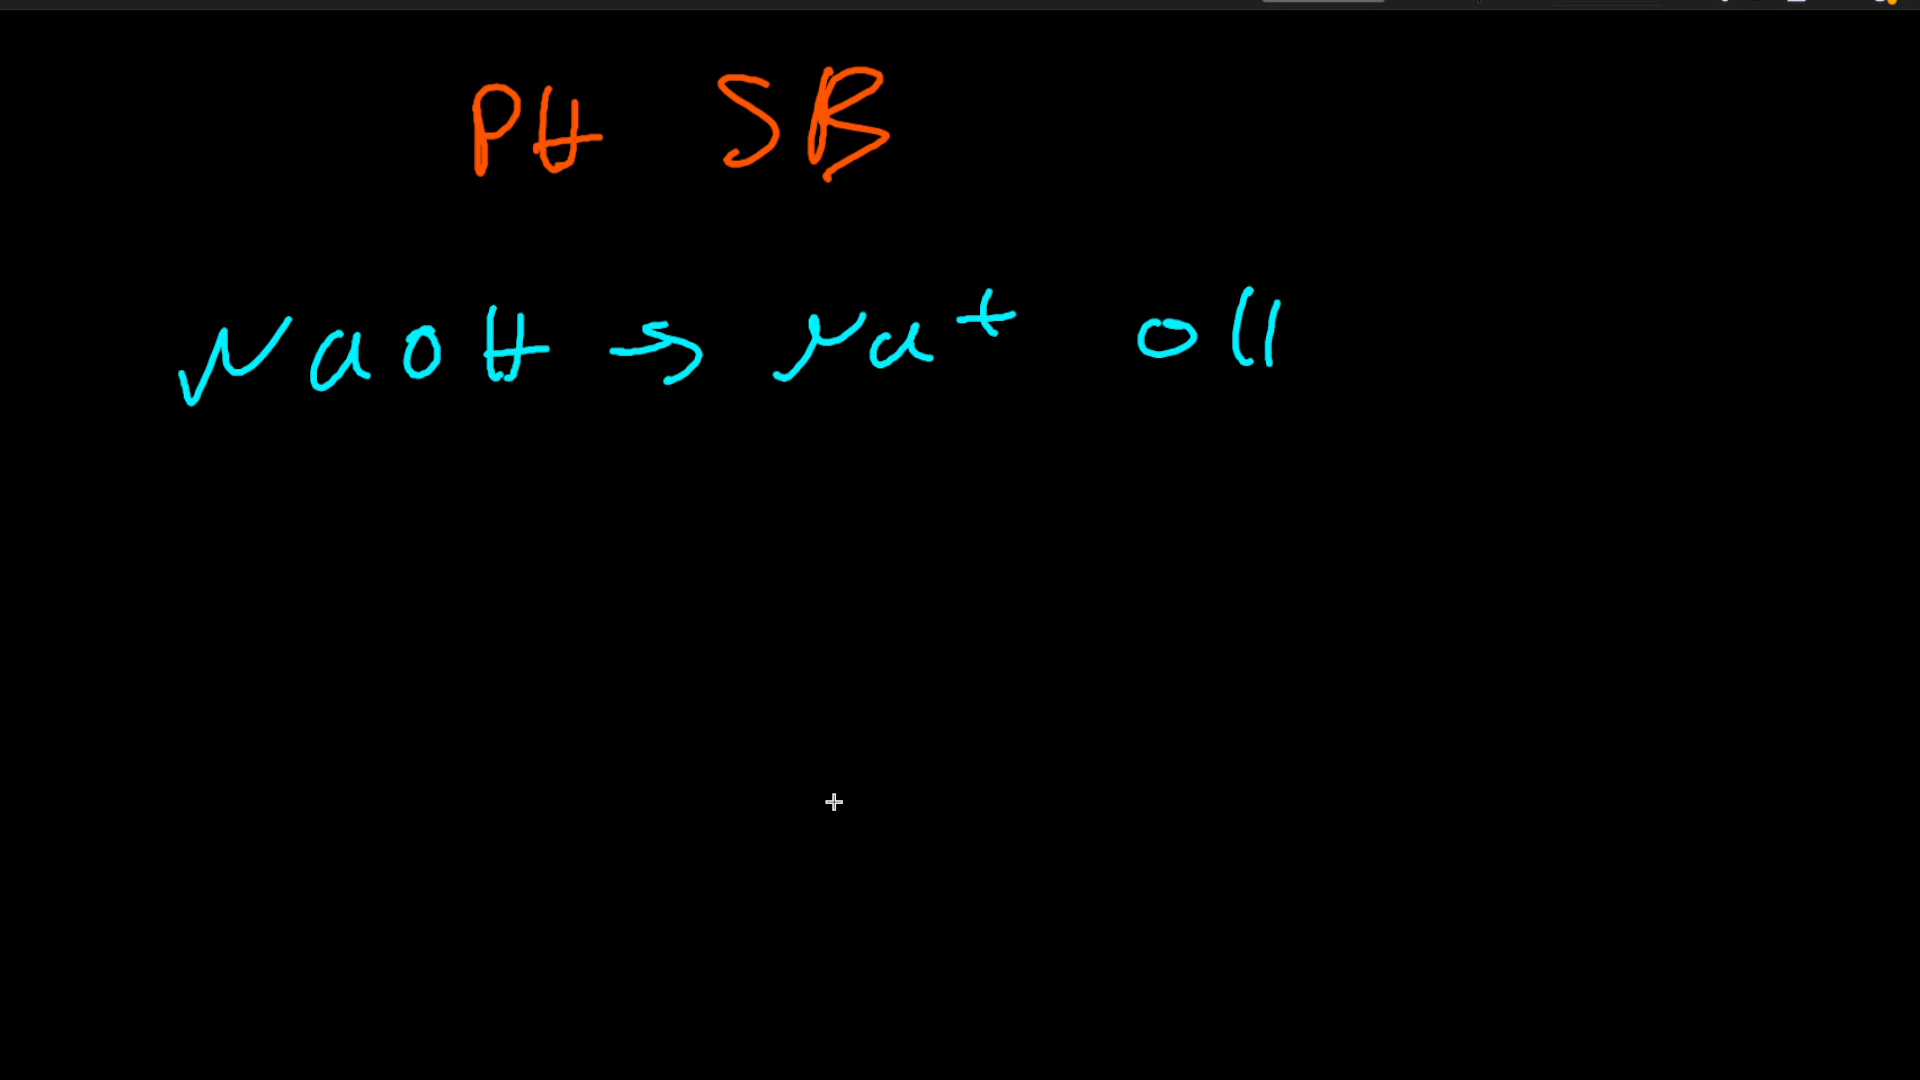 PH SB
NaOH → Na⁺ OH